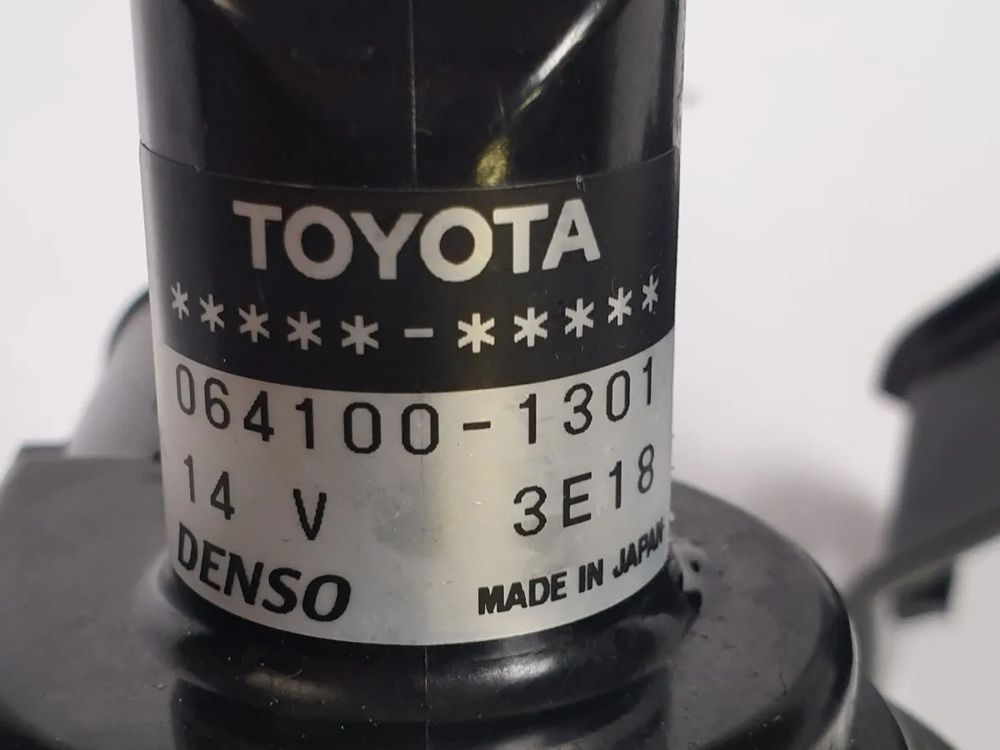 TOYOTA
*****-*****
064100-1301
14 V 3E18
DENSO MADE IN JAPAN